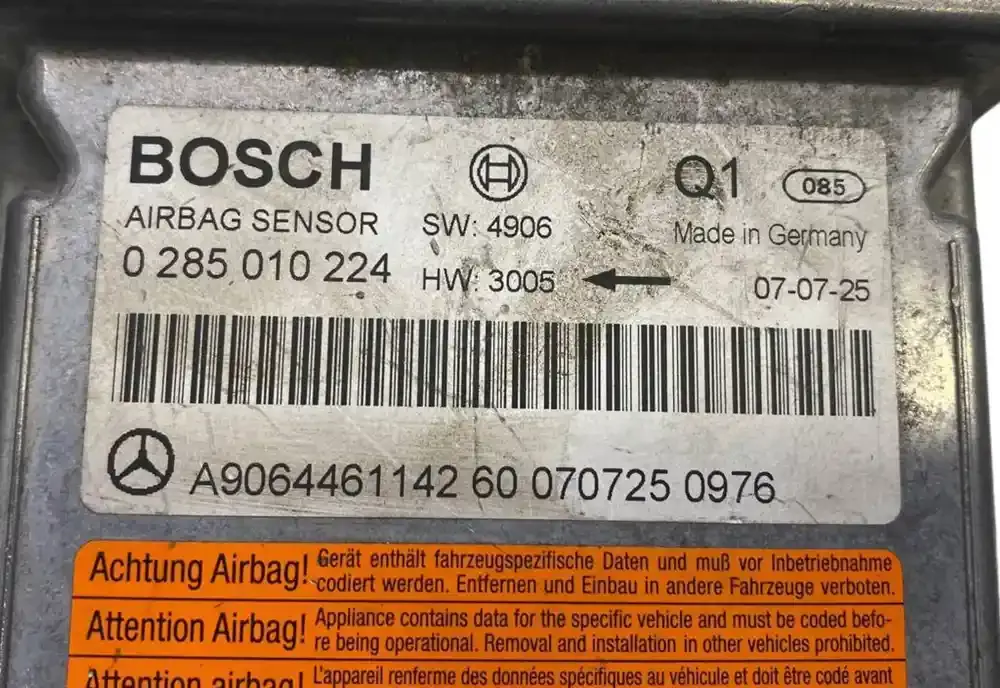 BOSCH
Q1 085
AIRBAG SENSOR SW: 4906 Made in Germany
0 285 010 224 HW: 3005 07-07-25
A9064461142 60 070725 0976
Achtung Airbag! Gerät enthält fahrzeugspezifische Daten und muß vor Inbetriebnahme
codiert werden. Entfernen und Einbau in andere Fahrzeuge verboten.
Attention Airbag! Appliance contains data for the specific vehicle and must be coded befo-
re being operational. Removal and installation in other vehicles prohibited.
Attention airbag! L'appareil renferme des données spécifiques au véhicule et doit être codé avant